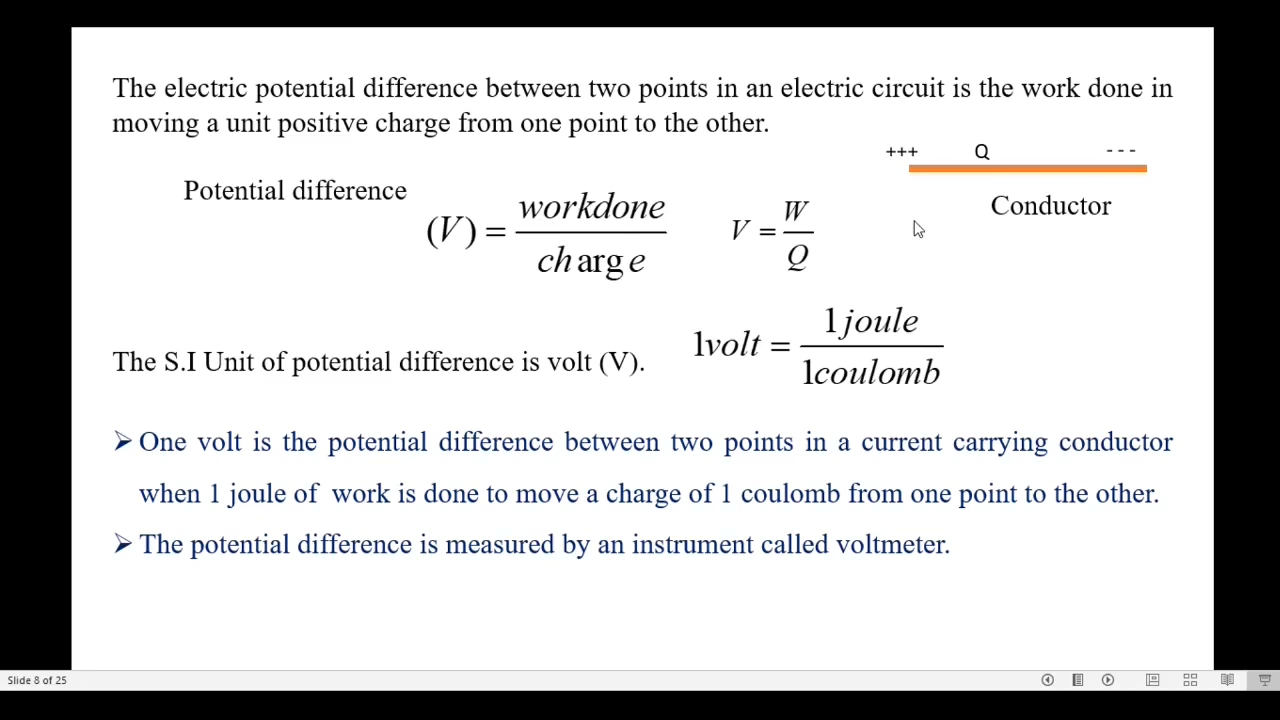 The electric potential difference between two points in an electric circuit is the work done in
moving a unit positive charge from one point to the other.
+++ Q - - -
Conductor
Potential difference (V) = workdone / charge
V = W / Q
The S.I Unit of potential difference is volt (V).
1volt = 1joule / 1coulomb
➢ One volt is the potential difference between two points in a current carrying conductor
when 1 joule of work is done to move a charge of 1 coulomb from one point to the other.
➢ The potential difference is measured by an instrument called voltmeter.
Slide 8 of 25